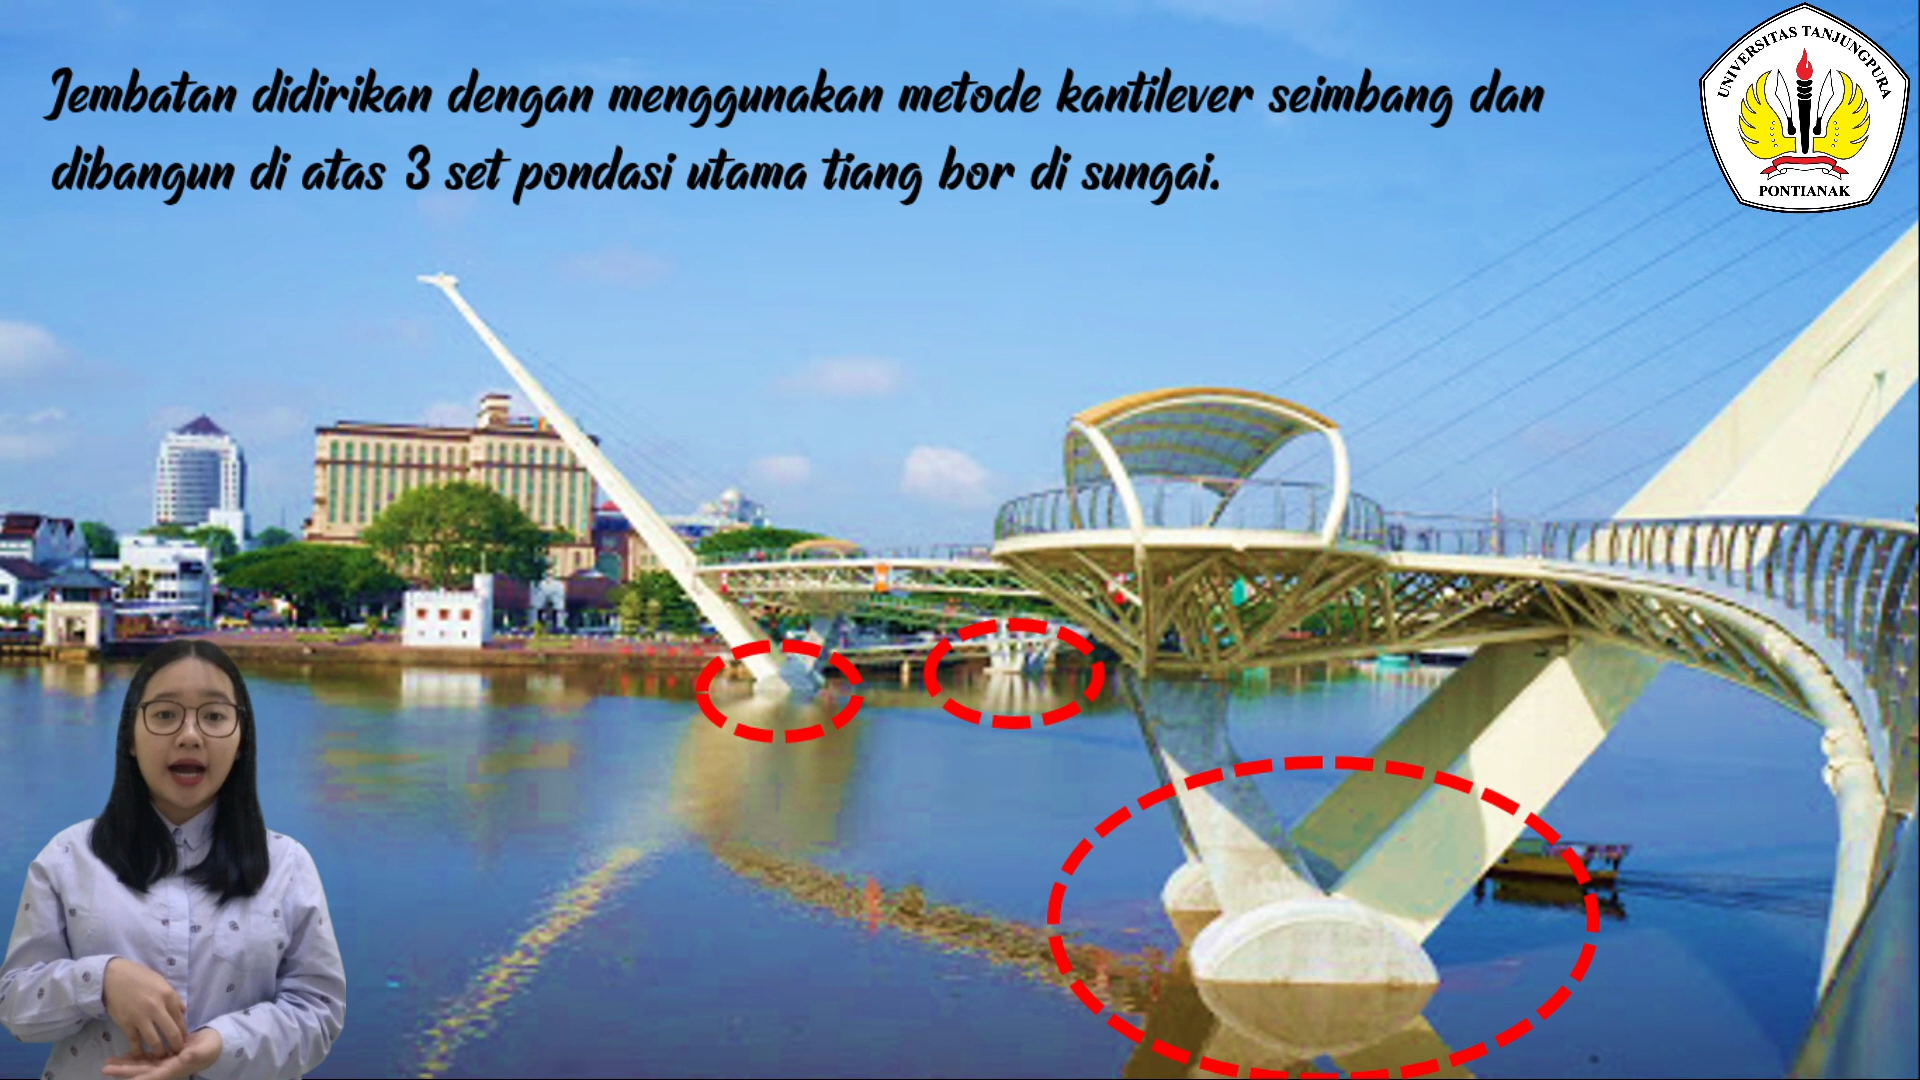 Jembatan didirikan dengan menggunakan metode kantilever seimbang dan
dibangun di atas 3 set pondasi utama tiang bor di sungai.
UNIVERSITAS TANJUNGPURA
PONTIANAK